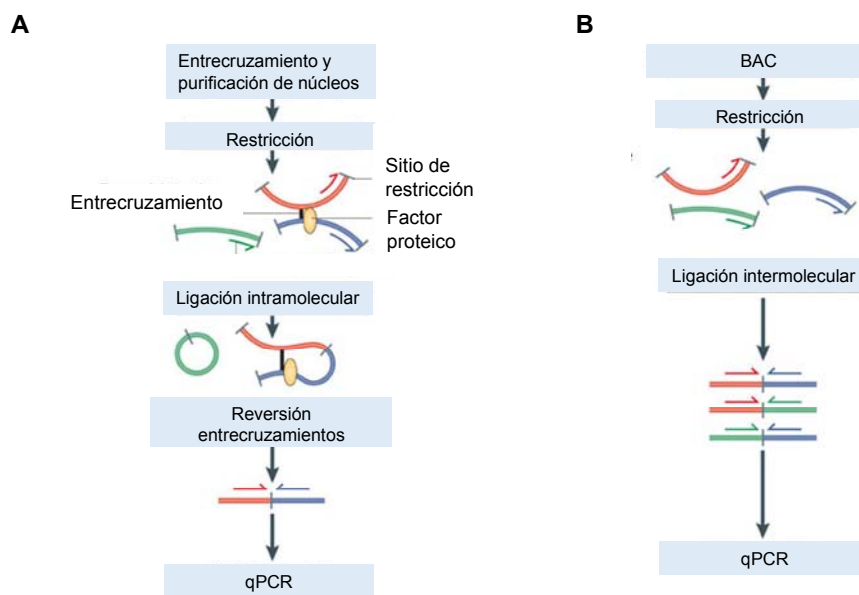 A
Entrecruzamiento y
purificación de núcleos
Restricción
Sitio de
restricción
Entrecruzamiento
Factor
proteico
Ligación intramolecular
Reversión
entrecruzamientos
qPCR
B
BAC
Restricción
Ligación intermolecular
qPCR